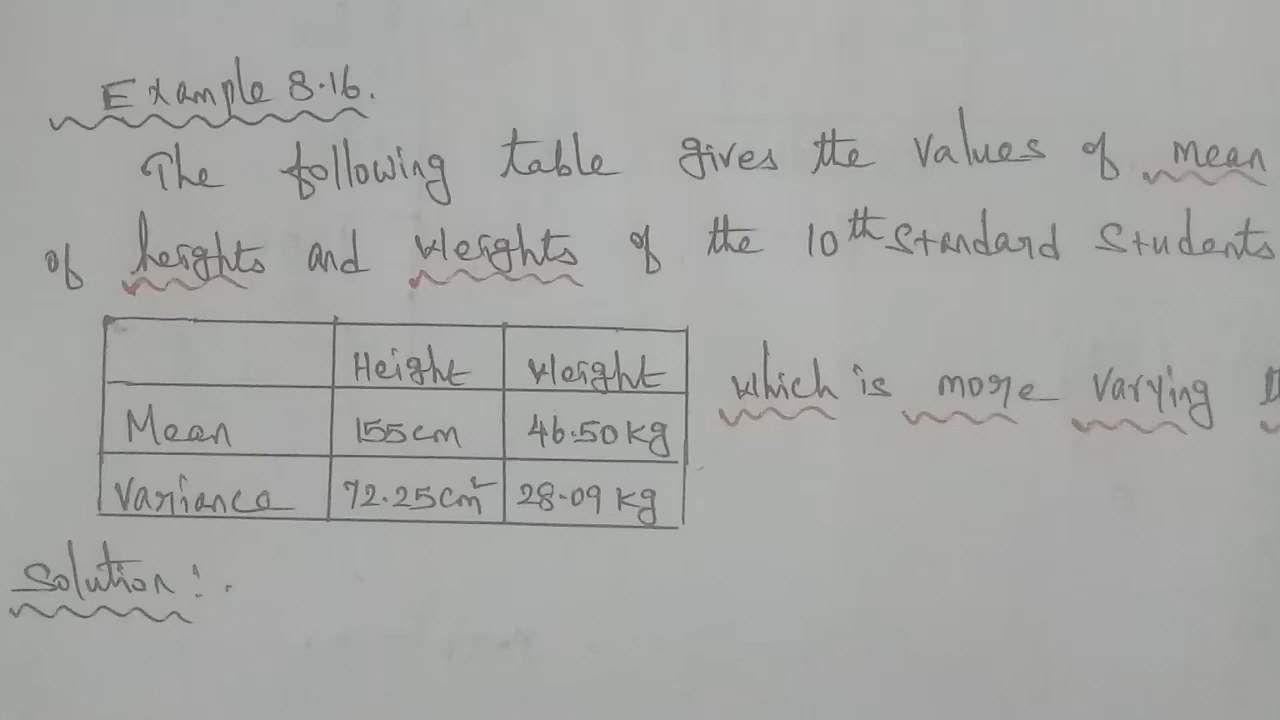 Example 8.16.
The following table gives the values of mean
of heights and weights of the 10th Standard Students
Height Weight
Mean 155cm 46.50kg
which is more varying
Variance 72.25cm² 28.09 kg
Solution:.